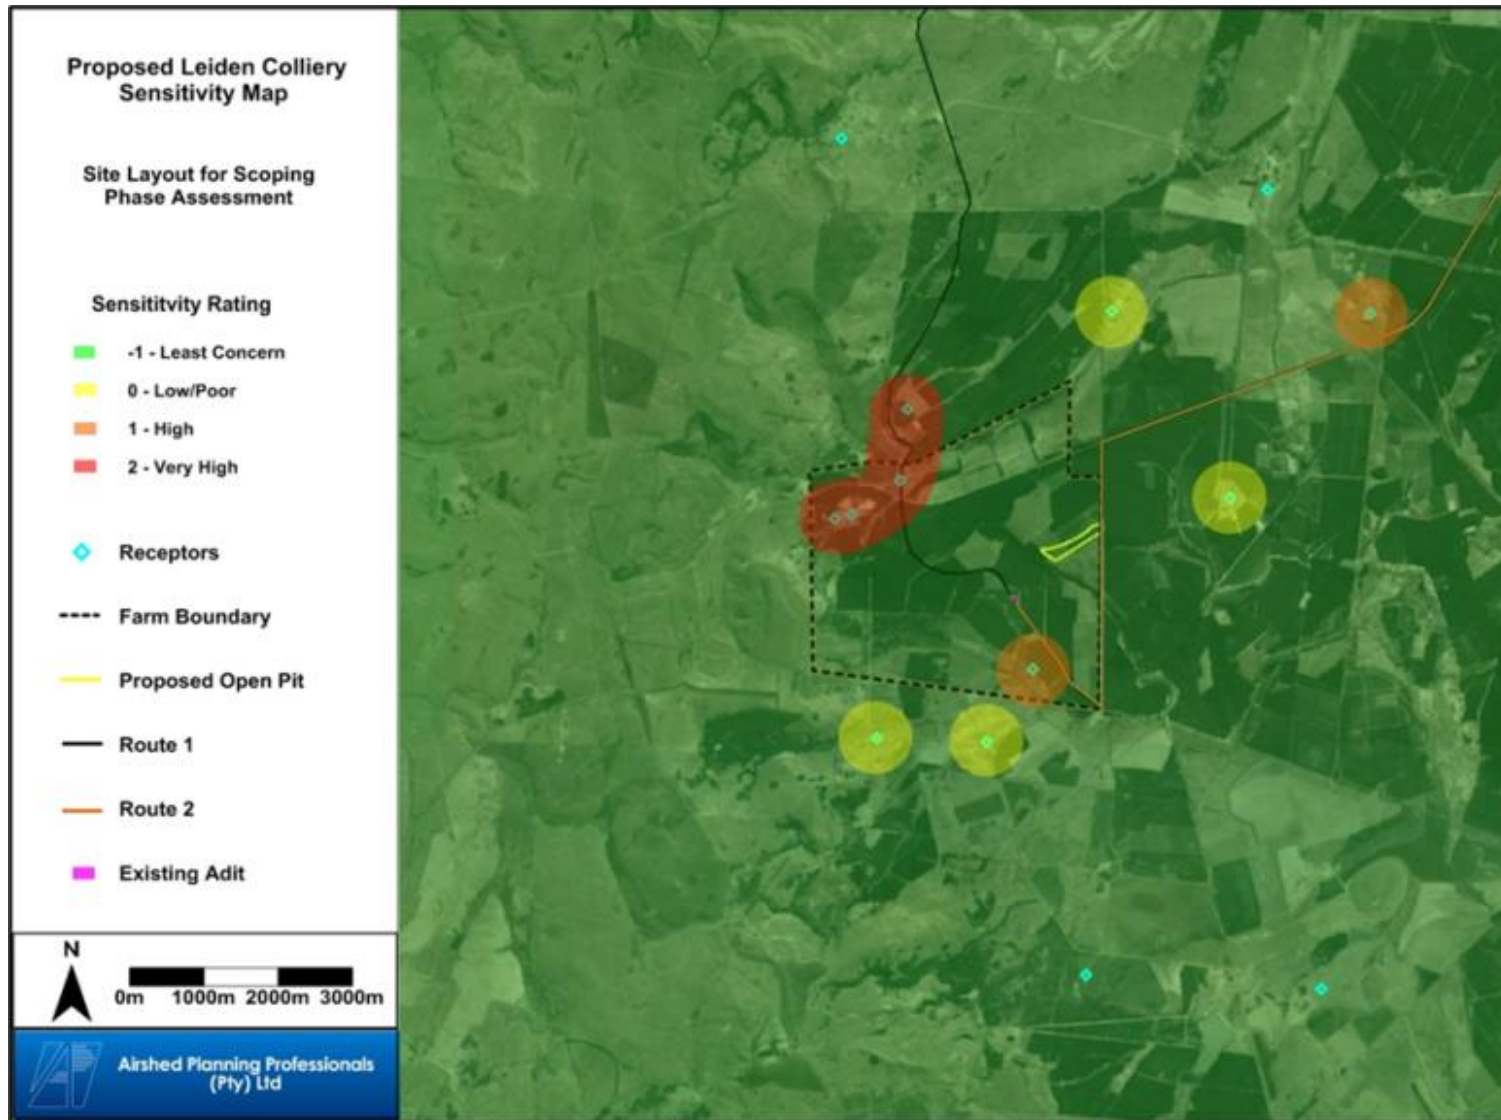 Proposed Leiden Colliery
Sensitivity Map
Site Layout for Scoping
Phase Assessment
Sensititvity Rating
-1 - Least Concern
0 - Low/Poor
1 - High
2 - Very High
Receptors
Farm Boundary
Proposed Open Pit
Route 1
Route 2
Existing Adit
N
0m 1000m 2000m 3000m
Airshed Planning Professionals
(Pty) Ltd